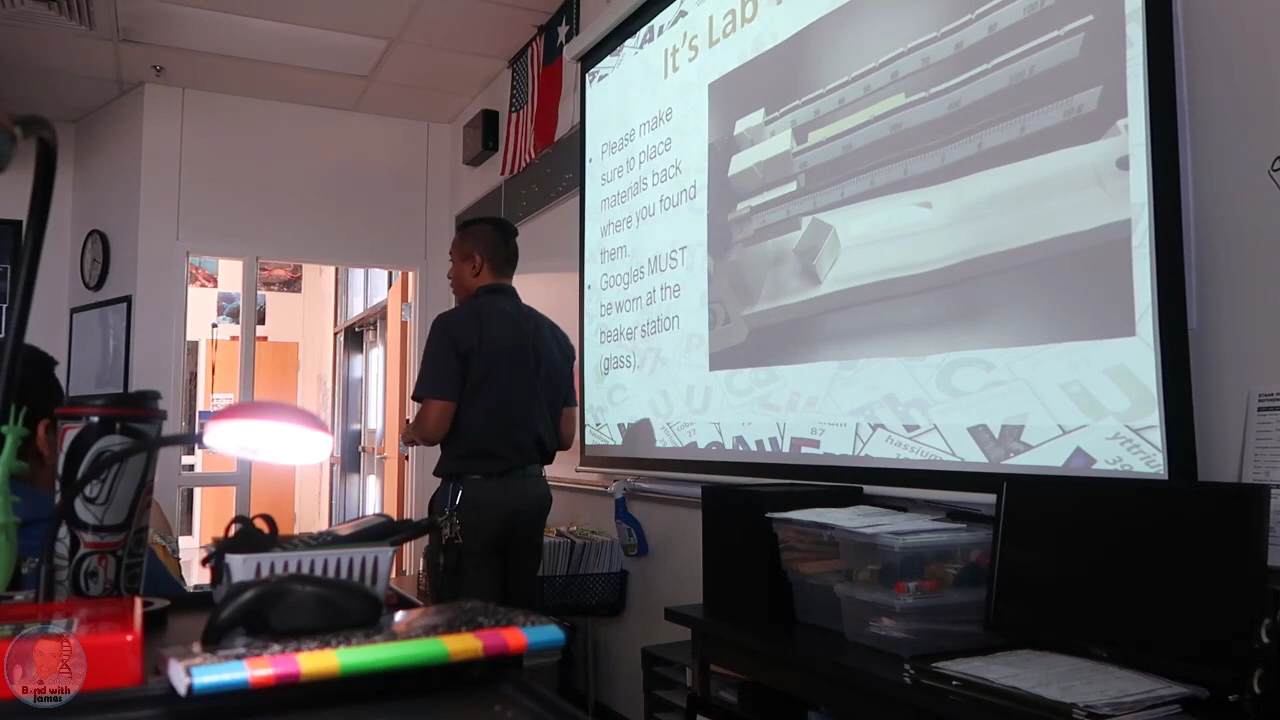 It's Lab
Please make
sure to place
materials back
where you found
them.
Googles MUST
be worn at the
beaker station
(glass).
87
hassium
yttrium
39
Bond with
James